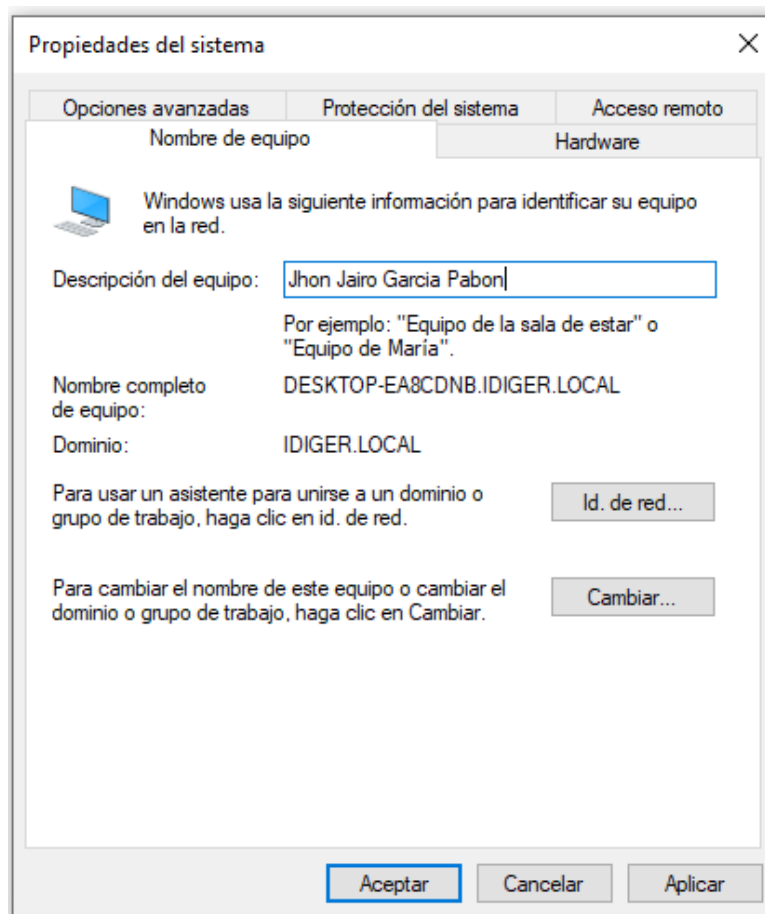 Propiedades del sistema
Opciones avanzadas
Protección del sistema
Acceso remoto
Nombre de equipo
Hardware
Windows usa la siguiente información para identificar su equipo
en la red.
Descripción del equipo:
Jhon Jairo Garcia Pabon
Por ejemplo: "Equipo de la sala de estar" o
"Equipo de María".
Nombre completo
de equipo:
DESKTOP-EA8CDNB.IDIGER.LOCAL
Dominio:
IDIGER.LOCAL
Para usar un asistente para unirse a un dominio o
grupo de trabajo, haga clic en id. de red.
Id. de red...
Para cambiar el nombre de este equipo o cambiar el
dominio o grupo de trabajo, haga clic en Cambiar.
Cambiar...
Aceptar
Cancelar
Aplicar